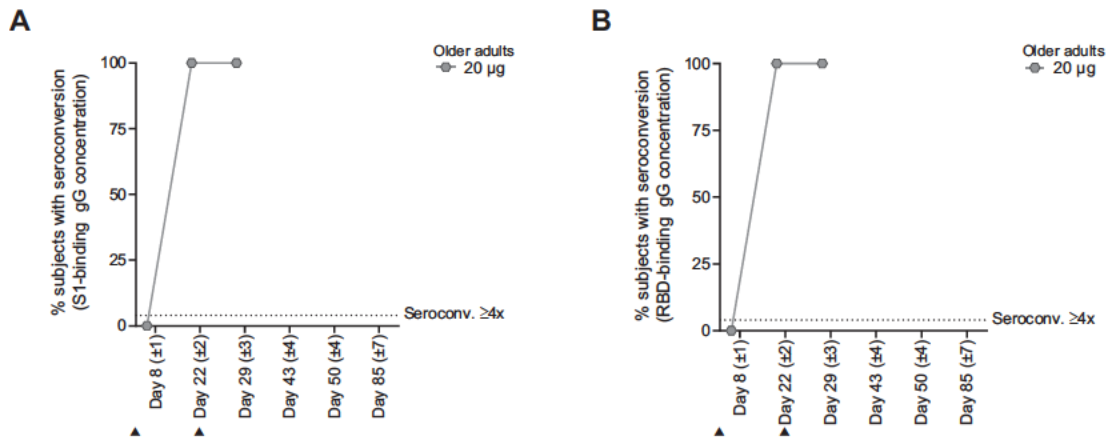 A
Older adults
20 µg
% subjects with seroconversion
(S1-binding gG concentration)
100
75
50
25
0
Seroconv. ≥4x
Day 8 (±1)
Day 22 (±2)
Day 29 (±3)
Day 43 (±4)
Day 50 (±4)
Day 85 (±7)
B
Older adults
20 µg
% subjects with seroconversion
(RBD-binding gG concentration)
100
75
50
25
0
Seroconv. ≥4x
Day 8 (±1)
Day 22 (±2)
Day 29 (±3)
Day 43 (±4)
Day 50 (±4)
Day 85 (±7)